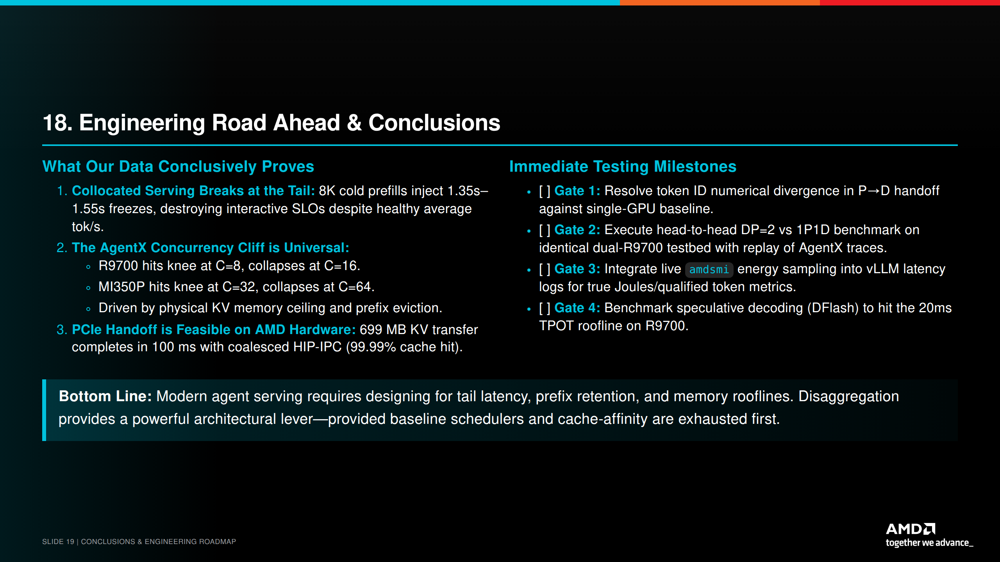 18. Engineering Road Ahead & Conclusions
What Our Data Conclusively Proves
1. Collocated Serving Breaks at the Tail: 8K cold prefills inject 1.35s–
1.55s freezes, destroying interactive SLOs despite healthy average
tok/s.
2. The AgentX Concurrency Cliff is Universal:
R9700 hits knee at C=8, collapses at C=16.
MI350P hits knee at C=32, collapses at C=64.
Driven by physical KV memory ceiling and prefix eviction.
3. PCIe Handoff is Feasible on AMD Hardware: 699 MB KV transfer
completes in 100 ms with coalesced HIP-IPC (99.99% cache hit).
Immediate Testing Milestones
• [ ] Gate 1: Resolve token ID numerical divergence in P→D handoff
against single-GPU baseline.
• [ ] Gate 2: Execute head-to-head DP=2 vs 1P1D benchmark on
identical dual-R9700 testbed with replay of AgentX traces.
• [ ] Gate 3: Integrate live amdsmi energy sampling into vLLM latency
logs for true Joules/qualified token metrics.
• [ ] Gate 4: Benchmark speculative decoding (DFlash) to hit the 20ms
TPOT roofline on R9700.
Bottom Line: Modern agent serving requires designing for tail latency, prefix retention, and memory rooflines. Disaggregation
provides a powerful architectural lever—provided baseline schedulers and cache-affinity are exhausted first.
SLIDE 19 | CONCLUSIONS & ENGINEERING ROADMAP
AMD
together we advance_